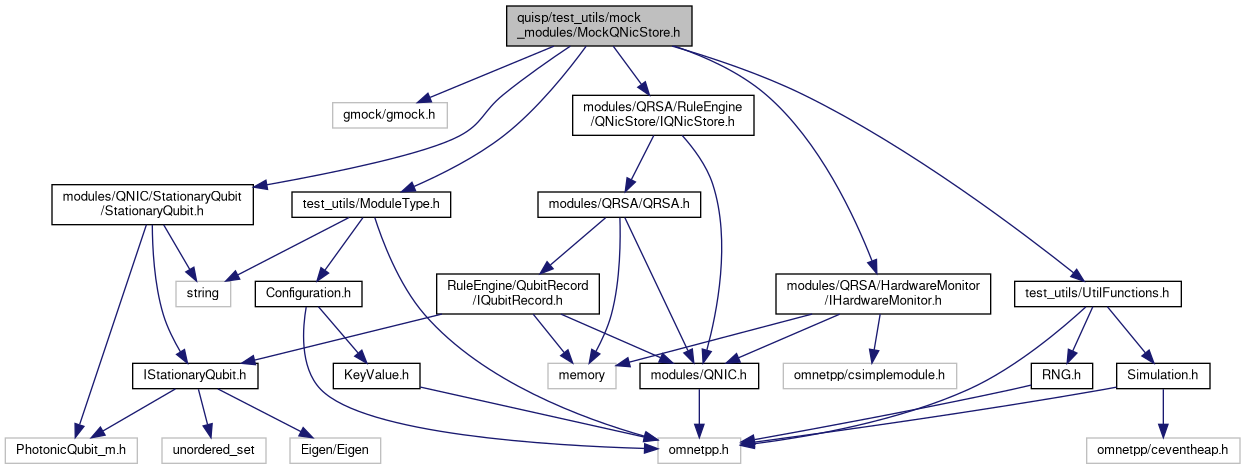 quisp/test_utils/mock
_modules/MockQNicStore.h
gmock/gmock.h
modules/QRSA/RuleEngine
/QNicStore/IQNicStore.h
modules/QNIC/StationaryQubit
/StationaryQubit.h
test_utils/ModuleType.h
modules/QRSA/QRSA.h
string
Configuration.h
RuleEngine/QubitRecord
/IQubitRecord.h
modules/QRSA/HardwareMonitor
/IHardwareMonitor.h
test_utils/UtilFunctions.h
IStationaryQubit.h
KeyValue.h
memory
modules/QNIC.h
omnetpp/csimplemodule.h
RNG.h
Simulation.h
PhotonicQubit_m.h
unordered_set
Eigen/Eigen
omnetpp.h
omnetpp/ceventheap.h